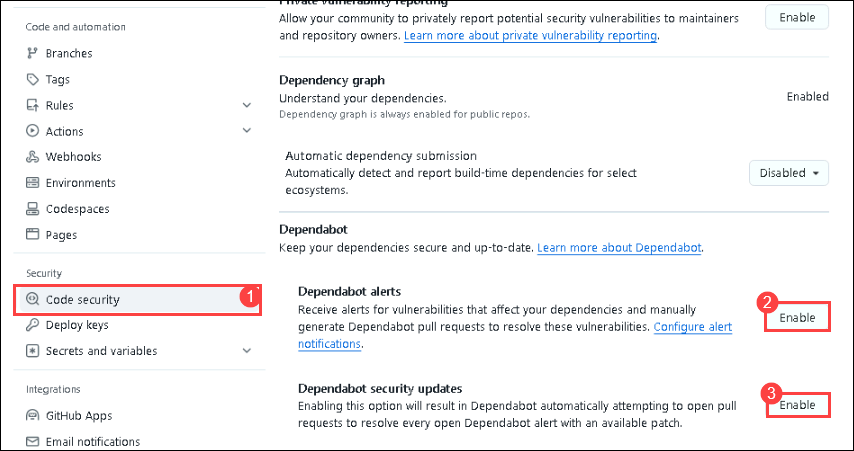 Code and automation
Branches
Tags
Rules
Actions
Webhooks
Environments
Codespaces
Pages
Security
Code security
1
Deploy keys
Secrets and variables
Integrations
GitHub Apps
Email notifications
Private vulnerability reporting
Allow your community to privately report potential security vulnerabilities to maintainers
and repository owners. Learn more about private vulnerability reporting.
Enable
Dependency graph
Understand your dependencies.
Dependency graph is always enabled for public repos.
Enabled
Automatic dependency submission
Automatically detect and report build-time dependencies for select
ecosystems.
Disabled
Dependabot
Keep your dependencies secure and up-to-date. Learn more about Dependabot.
Dependabot alerts
Receive alerts for vulnerabilities that affect your dependencies and manually
generate Dependabot pull requests to resolve these vulnerabilities. Configure alert
notifications.
2
Enable
Dependabot security updates
Enabling this option will result in Dependabot automatically attempting to open pull
requests to resolve every open Dependabot alert with an available patch.
3
Enable